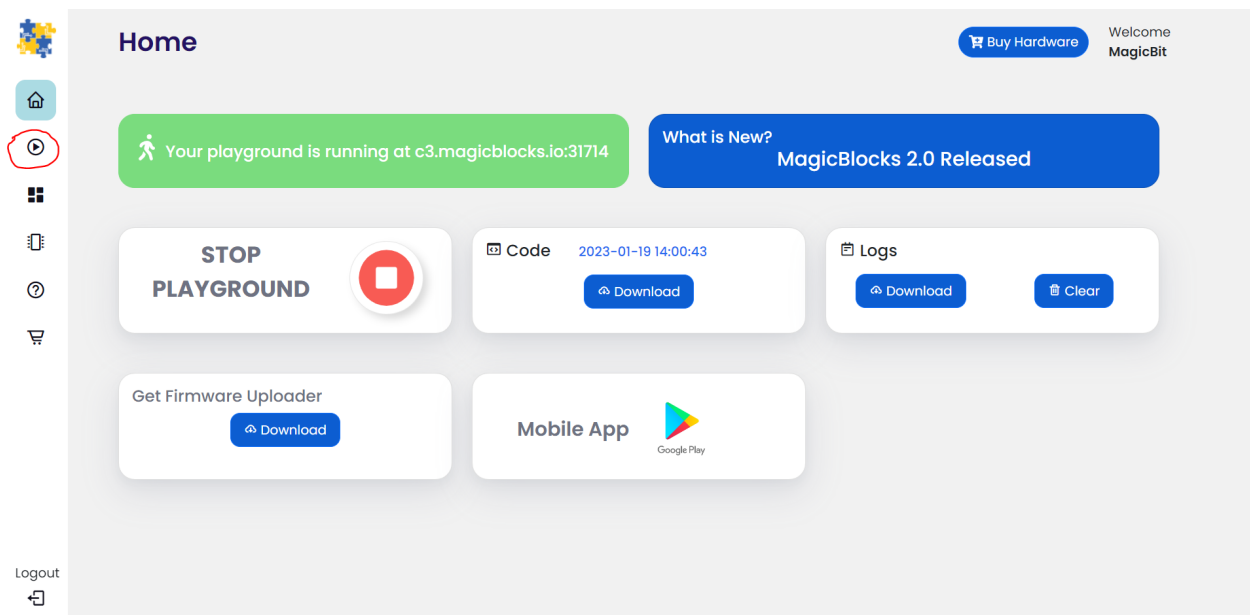 Home
Buy Hardware
Welcome
MagicBit
Your playground is running at c3.magicblocks.io:31714
What is New?
MagicBlocks 2.0 Released
STOP
PLAYGROUND
Code 2023-01-19 14:00:43
Download
Logs
Download Clear
Get Firmware Uploader
Download
Mobile App
Google Play
Logout